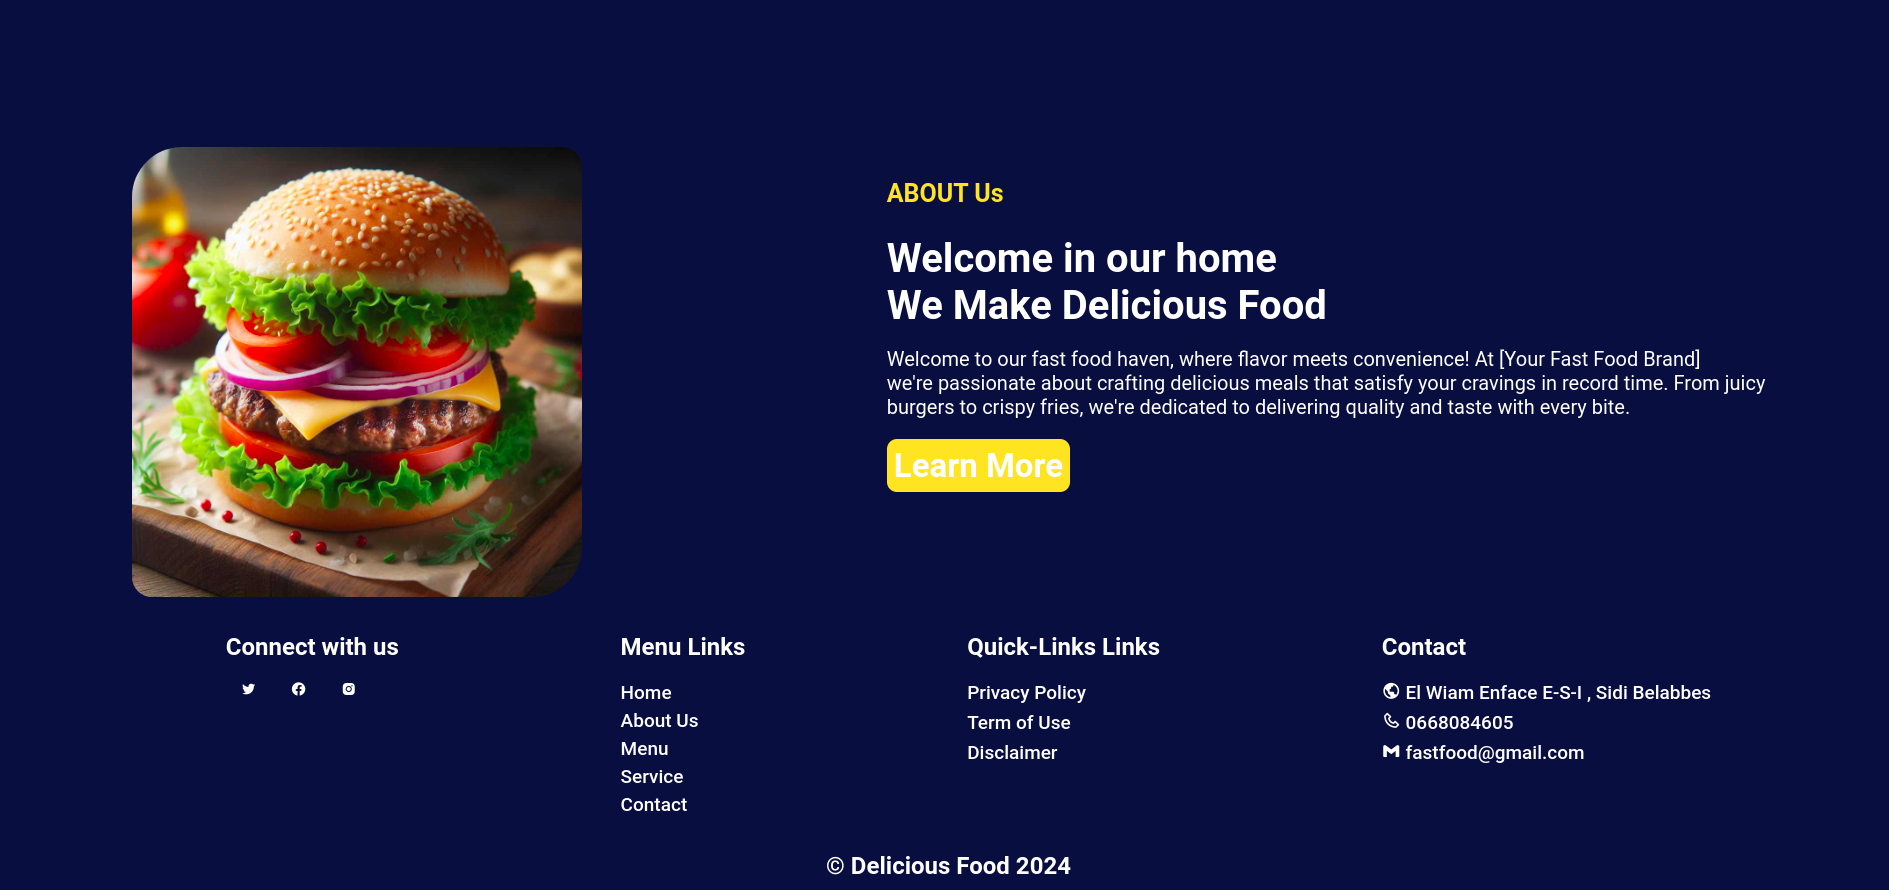 ABOUT Us
Welcome in our home
We Make Delicious Food
Welcome to our fast food haven, where flavor meets convenience! At [Your Fast Food Brand]
we're passionate about crafting delicious meals that satisfy your cravings in record time. From juicy
burgers to crispy fries, we're dedicated to delivering quality and taste with every bite.
Learn More
Connect with us
Menu Links
Home
About Us
Menu
Service
Contact
Quick-Links Links
Privacy Policy
Term of Use
Disclaimer
Contact
El Wiam Enface E-S-I , Sidi Belabbes
0668084605
fastfood@gmail.com
© Delicious Food 2024